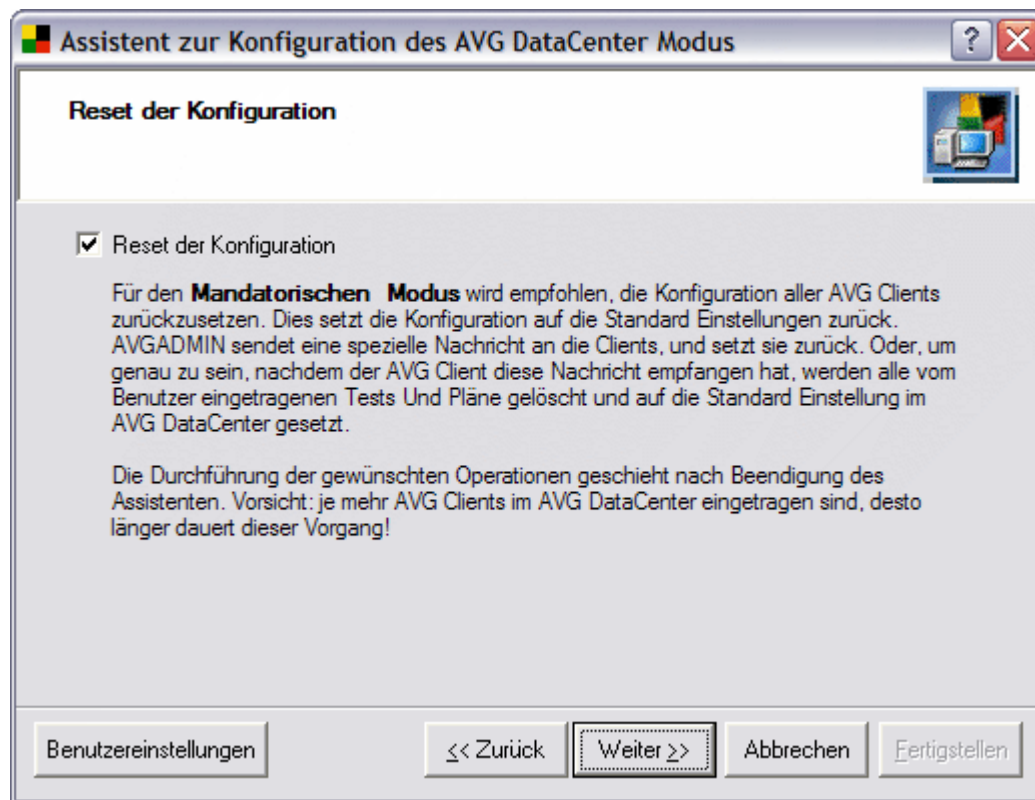 Assistent zur Konfiguration des AVG DataCenter Modus
Reset der Konfiguration
Reset der Konfiguration
Für den Mandatorischen Modus wird empfohlen, die Konfiguration aller AVG Clients
zurückzusetzen. Dies setzt die Konfiguration auf die Standard Einstellungen zurück.
AVGADMIN sendet eine spezielle Nachricht an die Clients, und setzt sie zurück. Oder, um
genau zu sein, nachdem der AVG Client diese Nachricht empfangen hat, werden alle vom
Benutzer eingetragenen Tests Und Pläne gelöscht und auf die Standard Einstellung im
AVG DataCenter gesetzt.
Die Durchführung der gewünschten Operationen geschieht nach Beendigung des
Assistenten. Vorsicht: je mehr AVG Clients im AVG DataCenter eingetragen sind, desto
länger dauert dieser Vorgang!
Benutzereinstellungen
<< Zurück
Weiter >>
Abbrechen
Fertigstellen